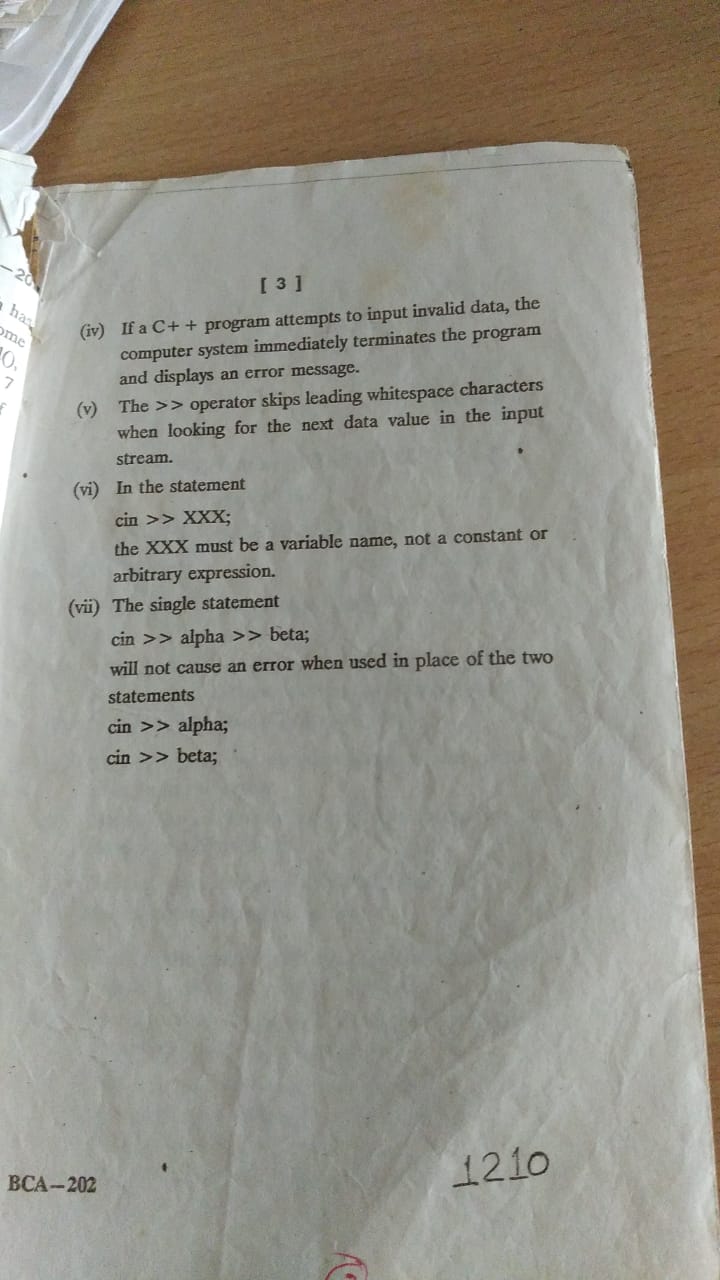 [ 3 ]
(iv) If a C+ + program attempts to input invalid data, the
computer system immediately terminates the program
and displays an error message.
(v) The >> operator skips leading whitespace characters
when looking for the next data value in the input
stream.
(vi) In the statement
cin >> XXX;
the XXX must be a variable name, not a constant or
arbitrary expression.
(vii) The single statement
cin >> alpha >> beta;
will not cause an error when used in place of the two
statements
cin >> alpha;
cin >> beta;
BCA—202
1210